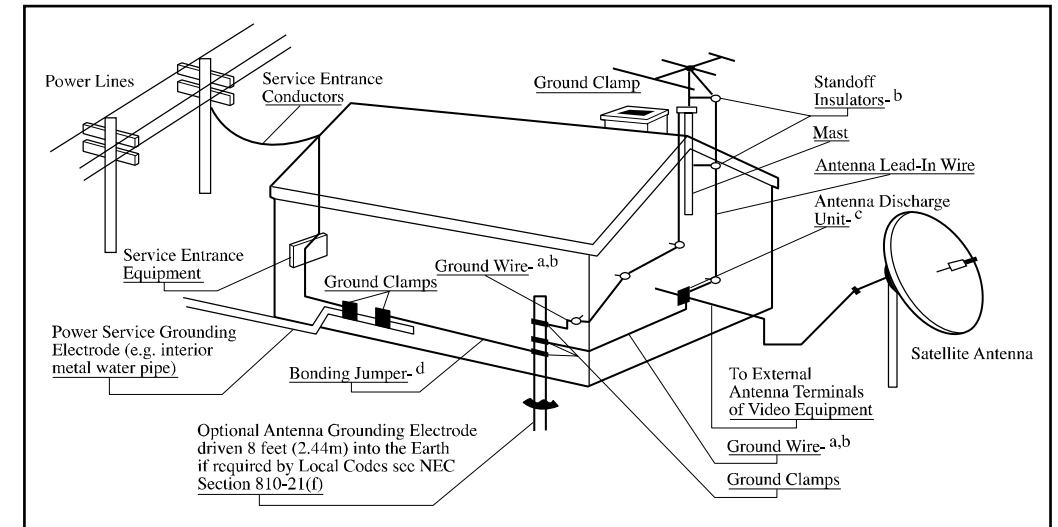 Power Lines
Service Entrance
Conductors
Ground Clamp
Standoff
Insulators-b
Mast
Antenna Lead-In Wire
Antenna Discharge
Unit-c
Service Entrance
Equipment
Ground Wire-a,b
Ground Clamps
Power Service Grounding
Electrode (e.g. interior
metal water pipe)
Bonding Jumper-d
Satellite Antenna
To External
Antenna Terminals
of Video Equipment
Optional Antenna Grounding Electrode
driven 8 feet (2.44m) into the Earth
if required by Local Codes see NEC
Section 810-21(f)
Ground Wire-a,b
Ground Clamps